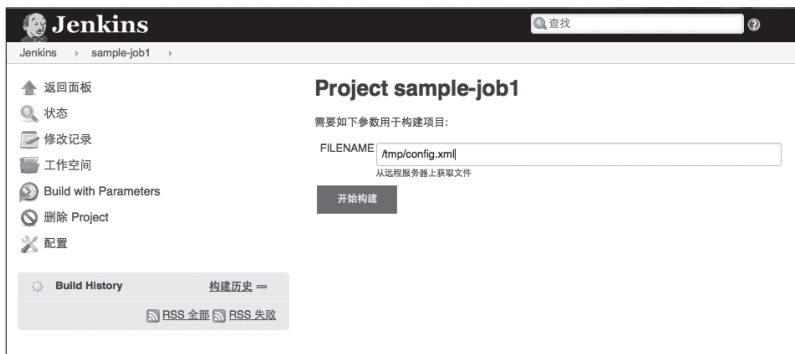 Jenkins
查找
Jenkins sample-job1
返回面板
状态
修改记录
工作空间
Build with Parameters
删除 Project
配置
Build History 构建历史
RSS 全部 RSS 失败
Project sample-job1
需要如下参数用于构建项目:
FILENAME /tmp/config.xml
从远程服务器上获取文件
开始构建